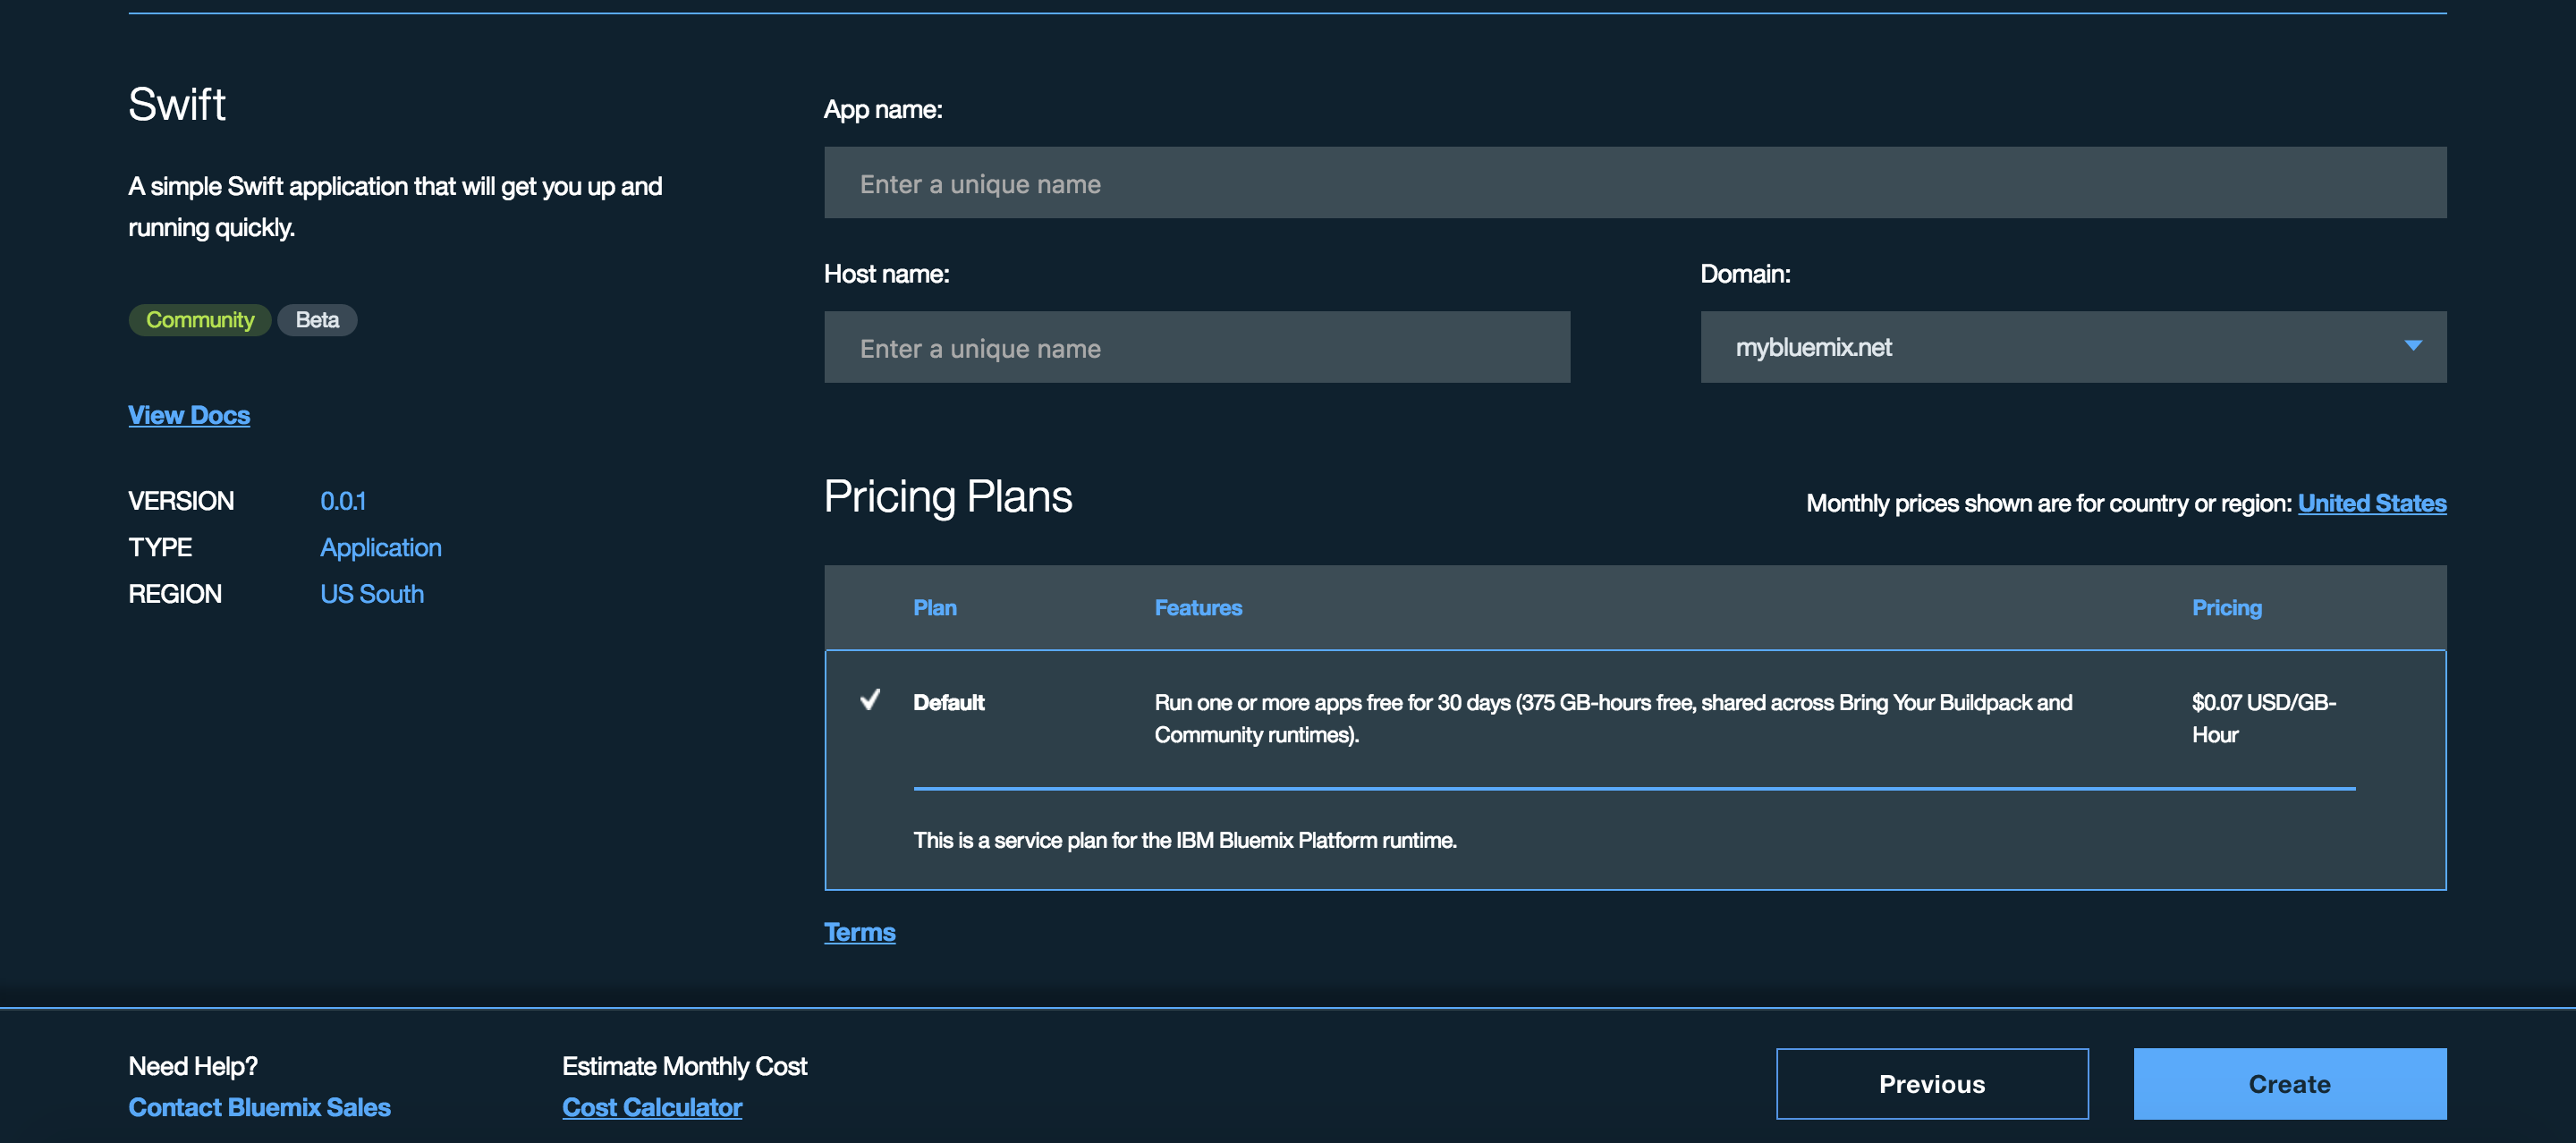 Swift
A simple Swift application that will get you up and
running quickly.
Community Beta
View Docs
VERSION 0.0.1
TYPE Application
REGION US South
App name:
Enter a unique name
Host name:
Enter a unique name
Domain:
mybluemix.net
Pricing Plans
Monthly prices shown are for country or region: United States
Plan Features Pricing
Default
Run one or more apps free for 30 days (375 GB-hours free, shared across Bring Your Buildpack and
Community runtimes).
$0.07 USD/GB-
Hour
This is a service plan for the IBM Bluemix Platform runtime.
Terms
Need Help?
Contact Bluemix Sales
Estimate Monthly Cost
Cost Calculator
Previous
Create